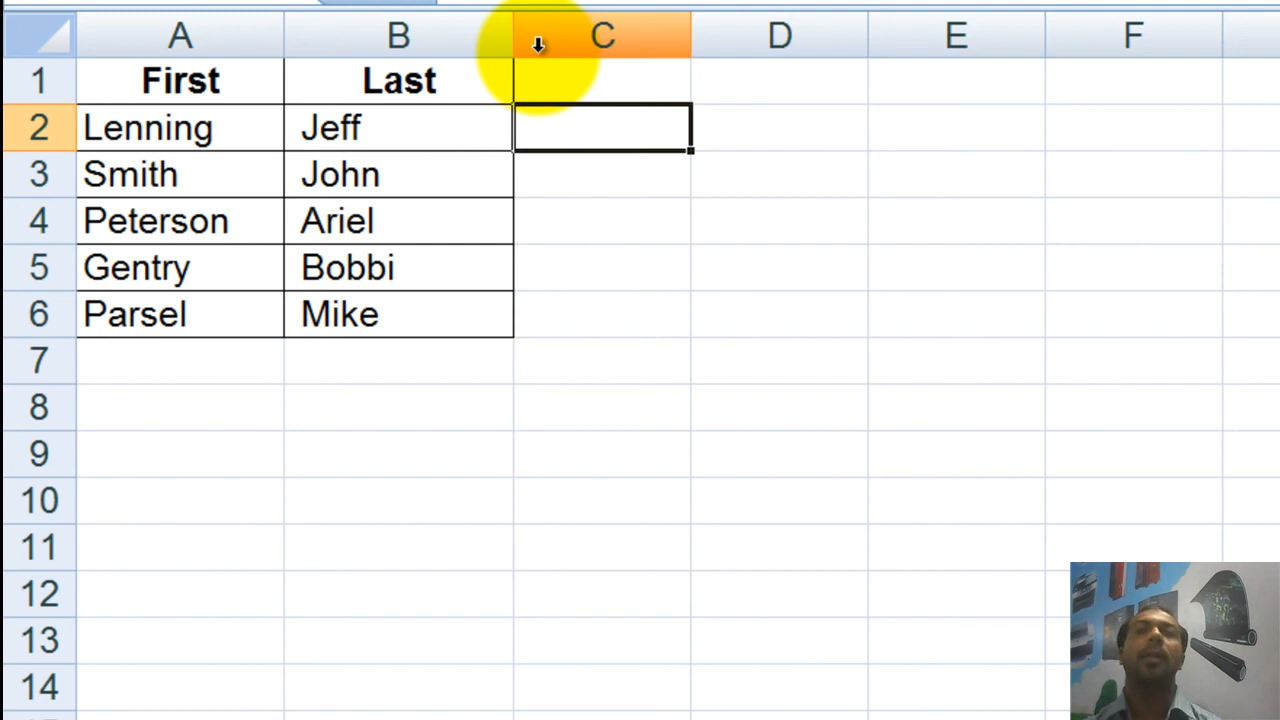 A B C D E F
1 First Last
2 Lenning Jeff
3 Smith John
4 Peterson Ariel
5 Gentry Bobbi
6 Parsel Mike
7
8
9
10
11
12
13
14